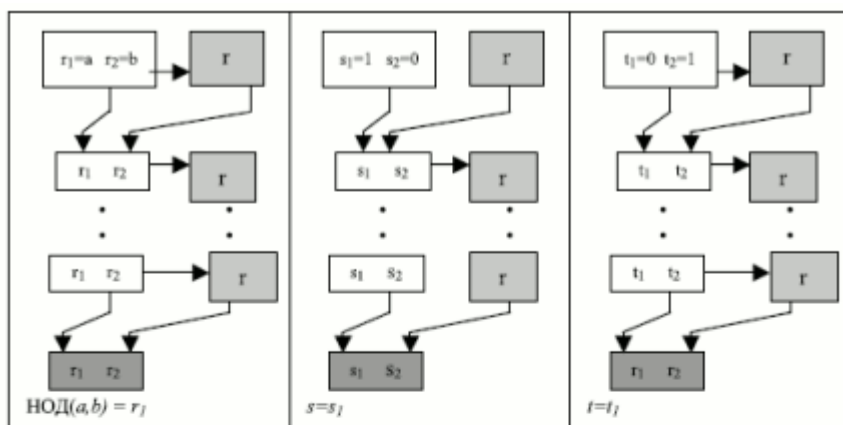 r₁=a r₂=b
r
r₁ r₂
r
r₁ r₂
r
r₁ r₂
НОД(a,b) = r₁
s₁=1 s₂=0
r
s₁ s₂
r
s₁ s₂
r
s₁ s₂
s=s₁
t₁=0 t₂=1
r
t₁ t₂
r
t₁ t₂
r
r₁ r₂
t=t₁